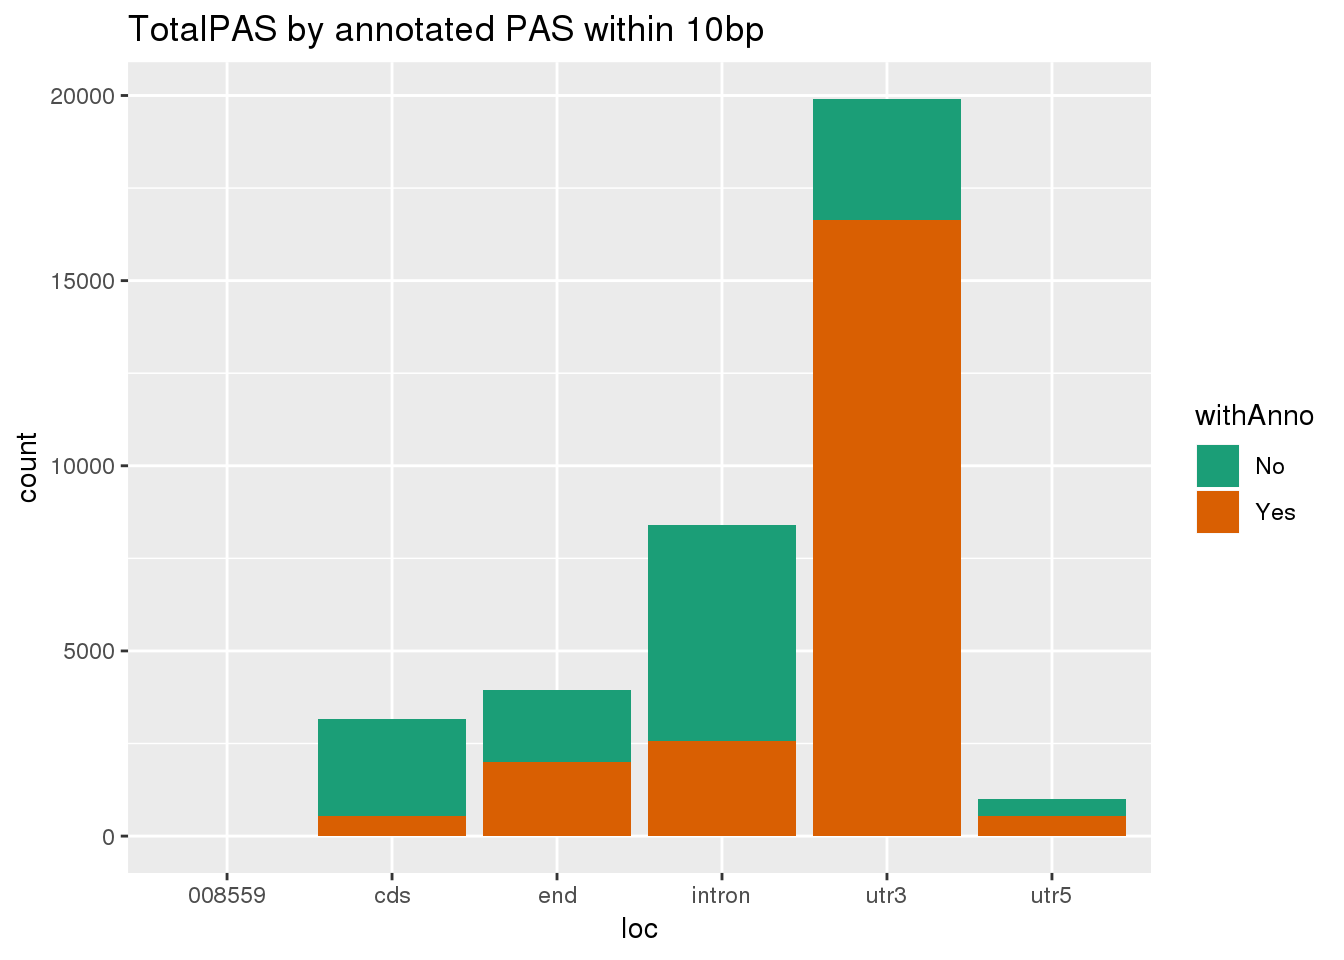 TotalPAS by annotated PAS within 10bp
20000
15000
10000
5000
0
count
008559 cds end intron utr3 utr5
loc
withAnno
No
Yes